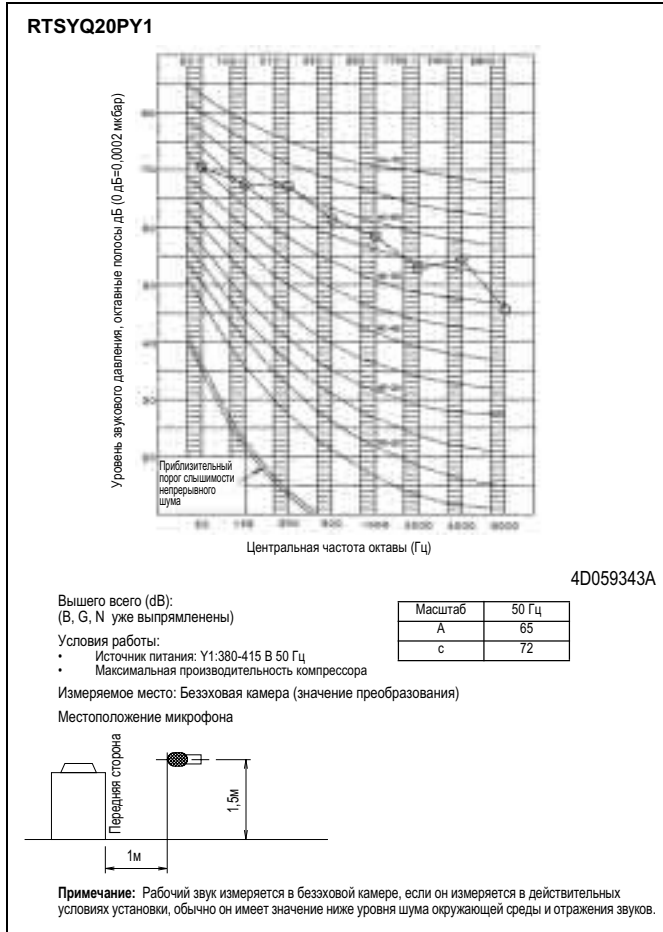 RTSYQ20PY1
Уровень звукового давления, октавные полосы дБ (0 дБ=0,0002 мкбар)
Приблизительный
порог слышимости
непрерывного
шума
Центральная частота октавы (Гц)
4D059343A
Вышего всего (dB):
(B, G, N уже выпрямленены)
Масштаб 50 Гц
A 65
c 72
Условия работы:
• Источник питания: Y1:380-415 В 50 Гц
• Максимальная производительность компрессора
Измеряемое место: Безэховая камера (значение преобразования)
Местоположение микрофона
Передняя сторона
1,5м
1м
Примечание: Рабочий звук измеряется в безэховой камере, если он измеряется в действительных
условиях установки, обычно он имеет значение ниже уровня шума окружающей среды и отражения звуков.